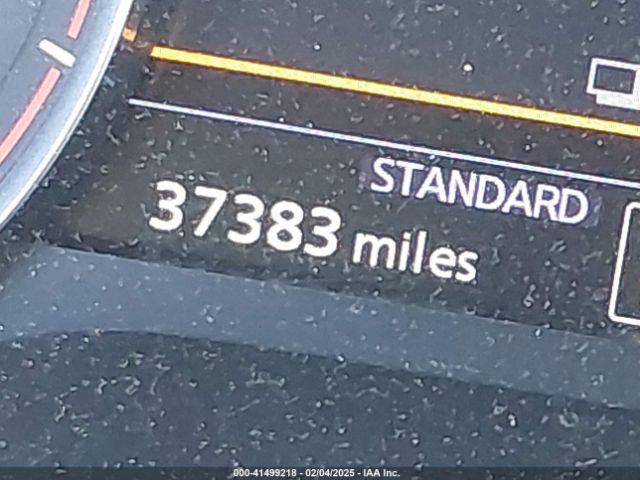 STANDARD
37383 miles
000-41499218 - 02/04/2025 - IAA Inc.